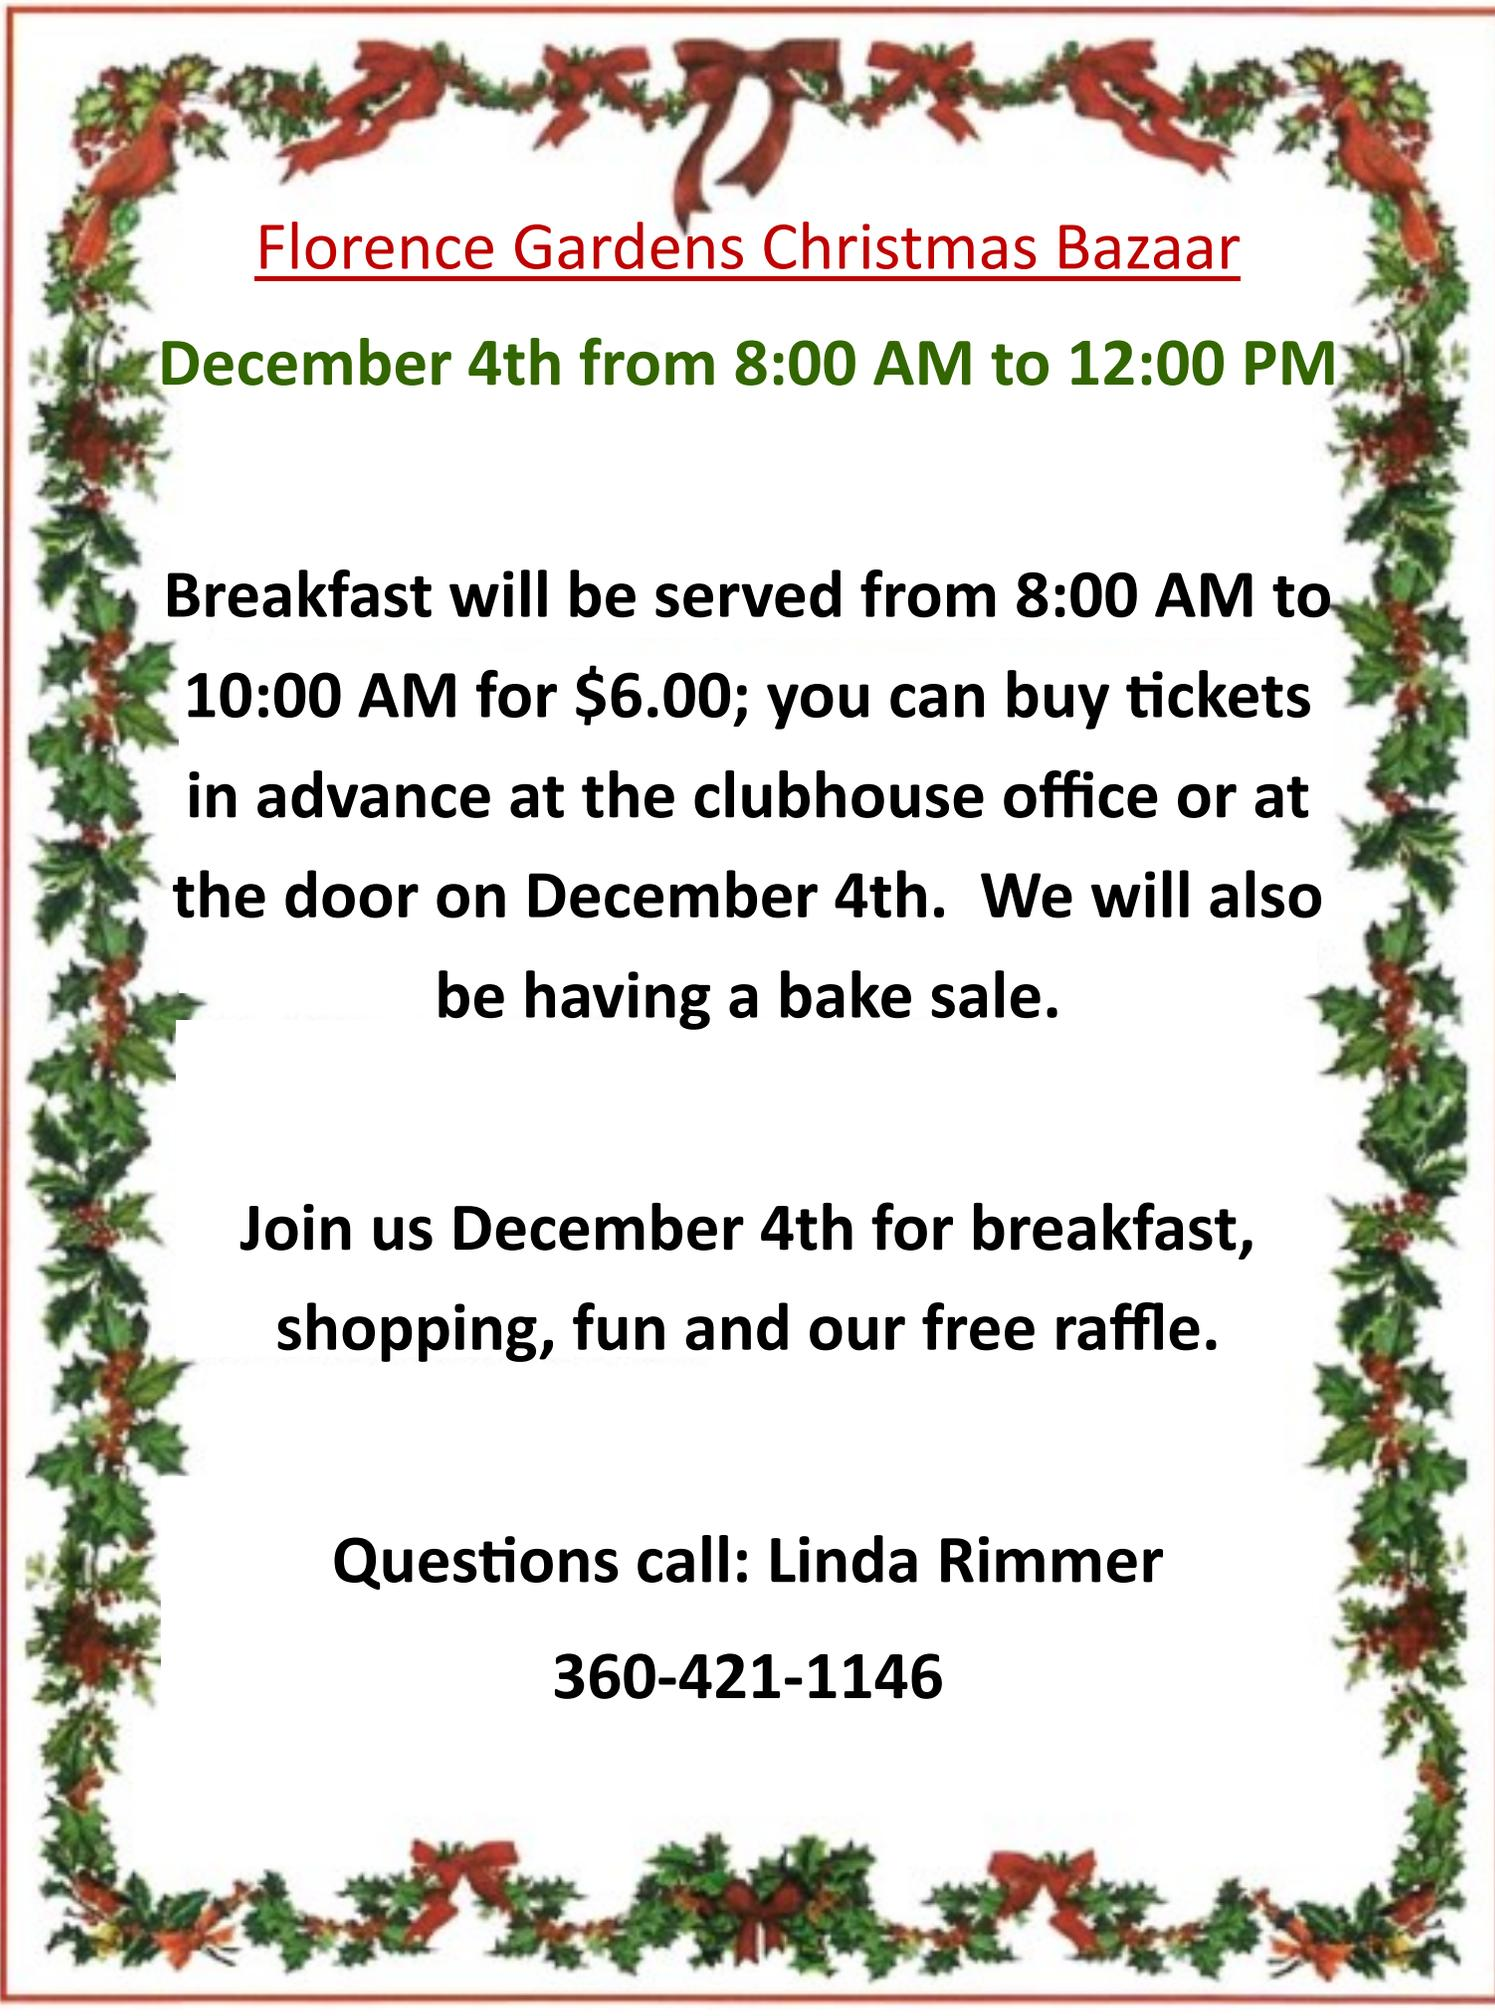 Florence Gardens Christmas Bazaar
December 4th from 8:00 AM to 12:00 PM
Breakfast will be served from 8:00 AM to
10:00 AM for $6.00; you can buy tickets
in advance at the clubhouse office or at
the door on December 4th.  We will also
be having a bake sale.
Join us December 4th for breakfast,
shopping, fun and our free raffle.
Questions call: Linda Rimmer
360-421-1146